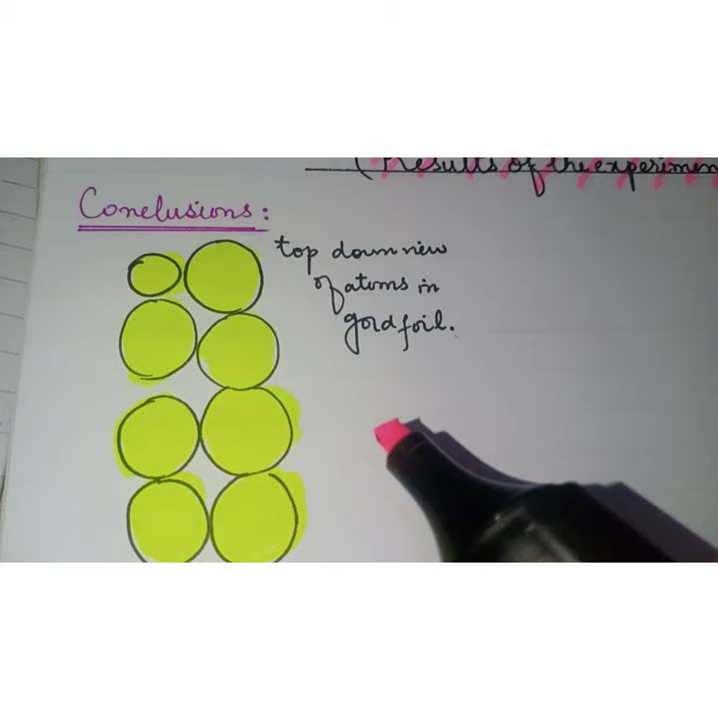 (Results of the experimen
Conclusions:
top down view
of atoms in
gold foil.